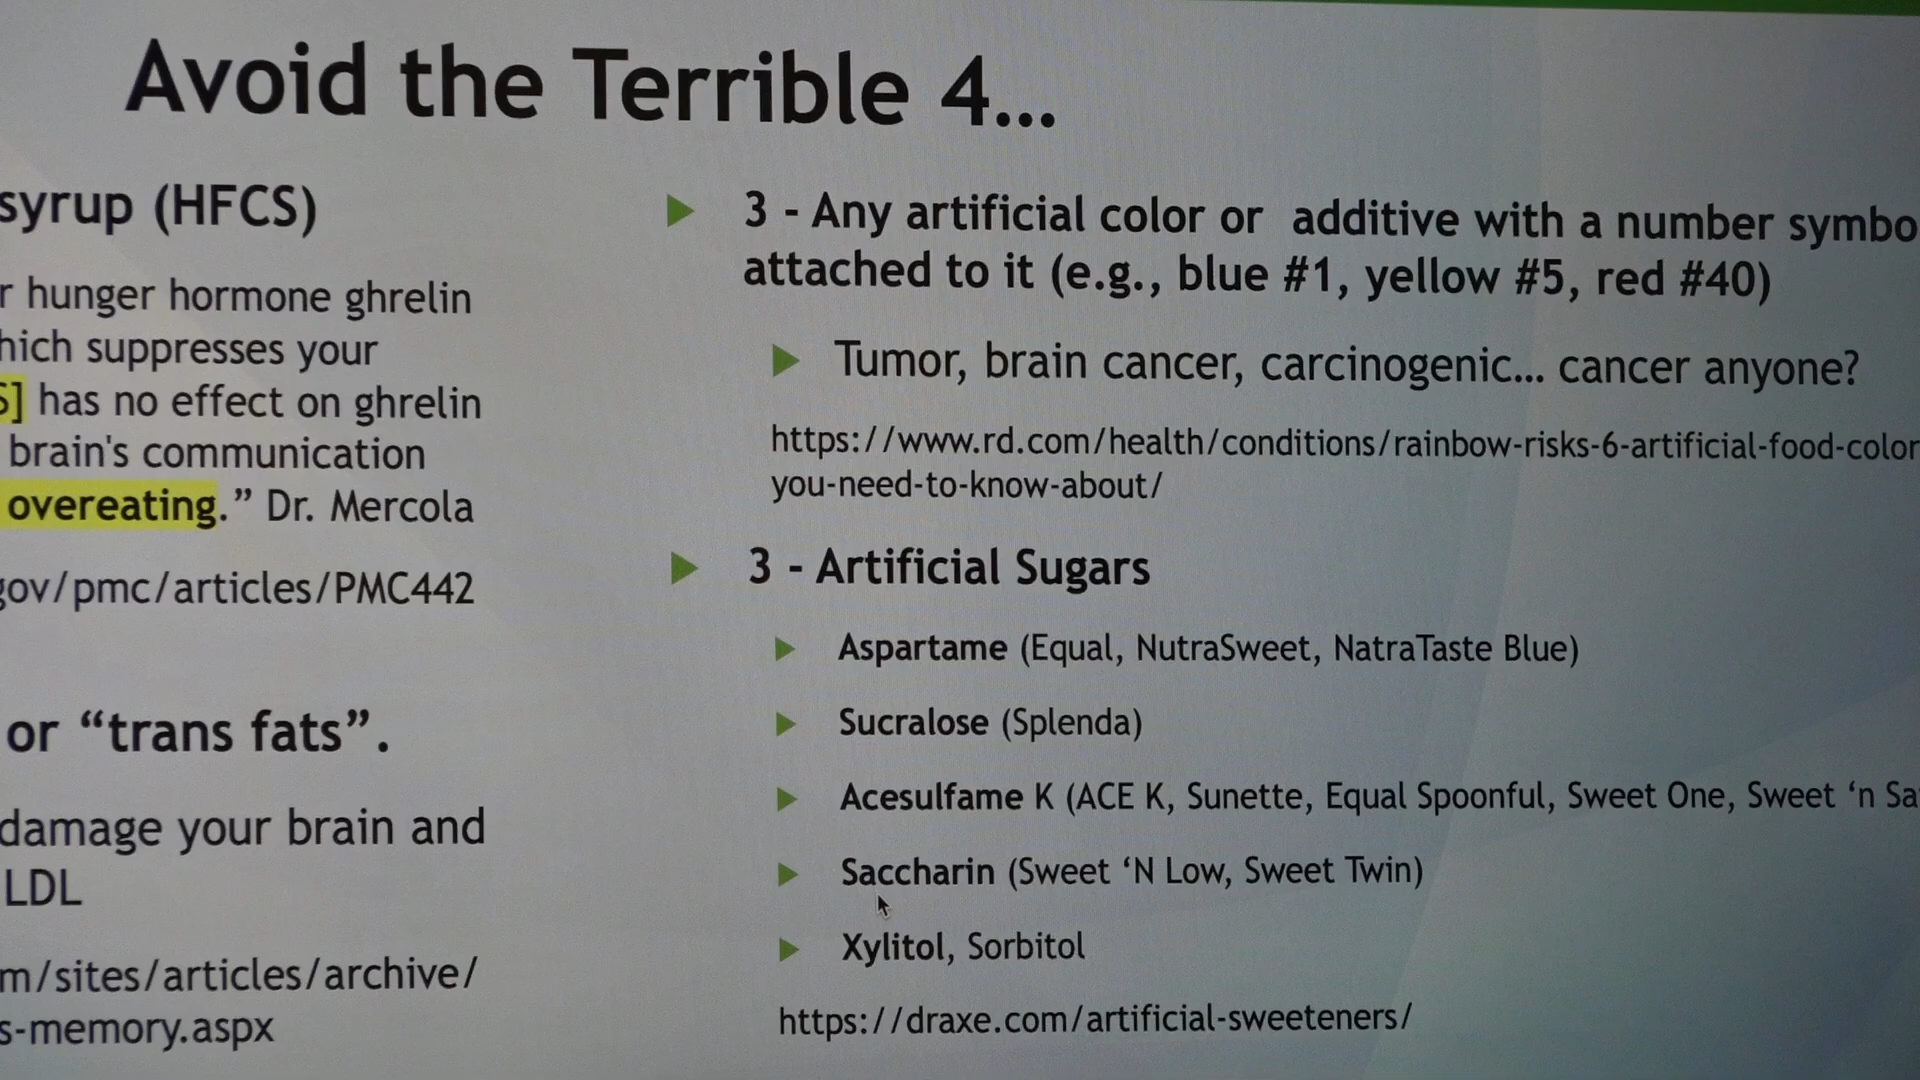 Avoid the Terrible 4...
syrup (HFCS)
r hunger hormone ghrelin
hich suppresses your
S] has no effect on ghrelin
brain's communication
overeating.” Dr. Mercola
gov/pmc/articles/PMC442
or “trans fats”.
damage your brain and
LDL
m/sites/articles/archive/
s-memory.aspx
3 - Any artificial color or additive with a number symbo
attached to it (e.g., blue #1, yellow #5, red #40)
Tumor, brain cancer, carcinogenic... cancer anyone?
https://www.rd.com/health/conditions/rainbow-risks-6-artificial-food-color
you-need-to-know-about/
3 - Artificial Sugars
Aspartame (Equal, NutraSweet, NatraTaste Blue)
Sucralose (Splenda)
Acesulfame K (ACE K, Sunette, Equal Spoonful, Sweet One, Sweet ‘n Sa
Saccharin (Sweet ‘N Low, Sweet Twin)
Xylitol, Sorbitol
https://draxe.com/artificial-sweeteners/